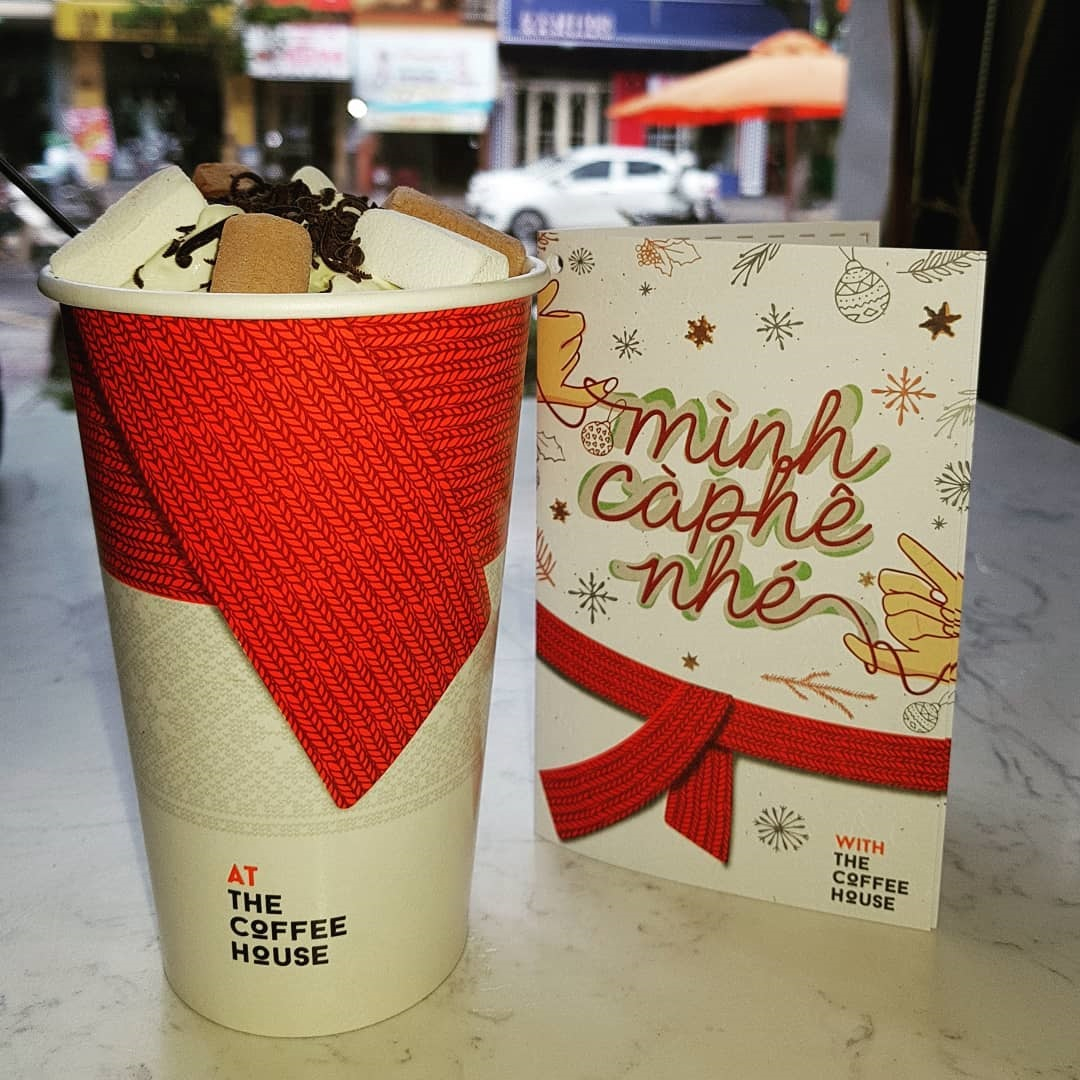 mình
càphê
nhé
AT
THE
COFFEE
HOUSE
WITH
THE
COFFEE
HOUSE